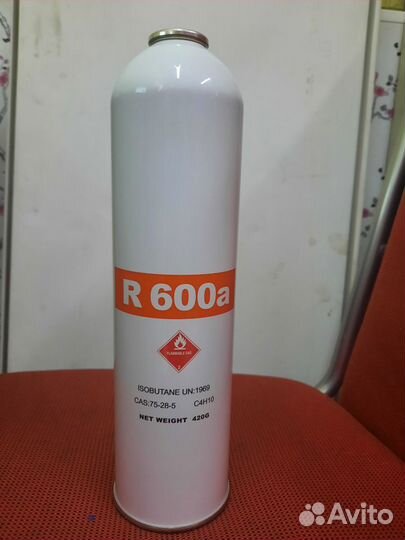 R 600a
FLAMMABLE GAS
2
ISOBUTANE UN:1969
CAS:75-28-5 C4H10
NET WEIGHT 420G
Avito